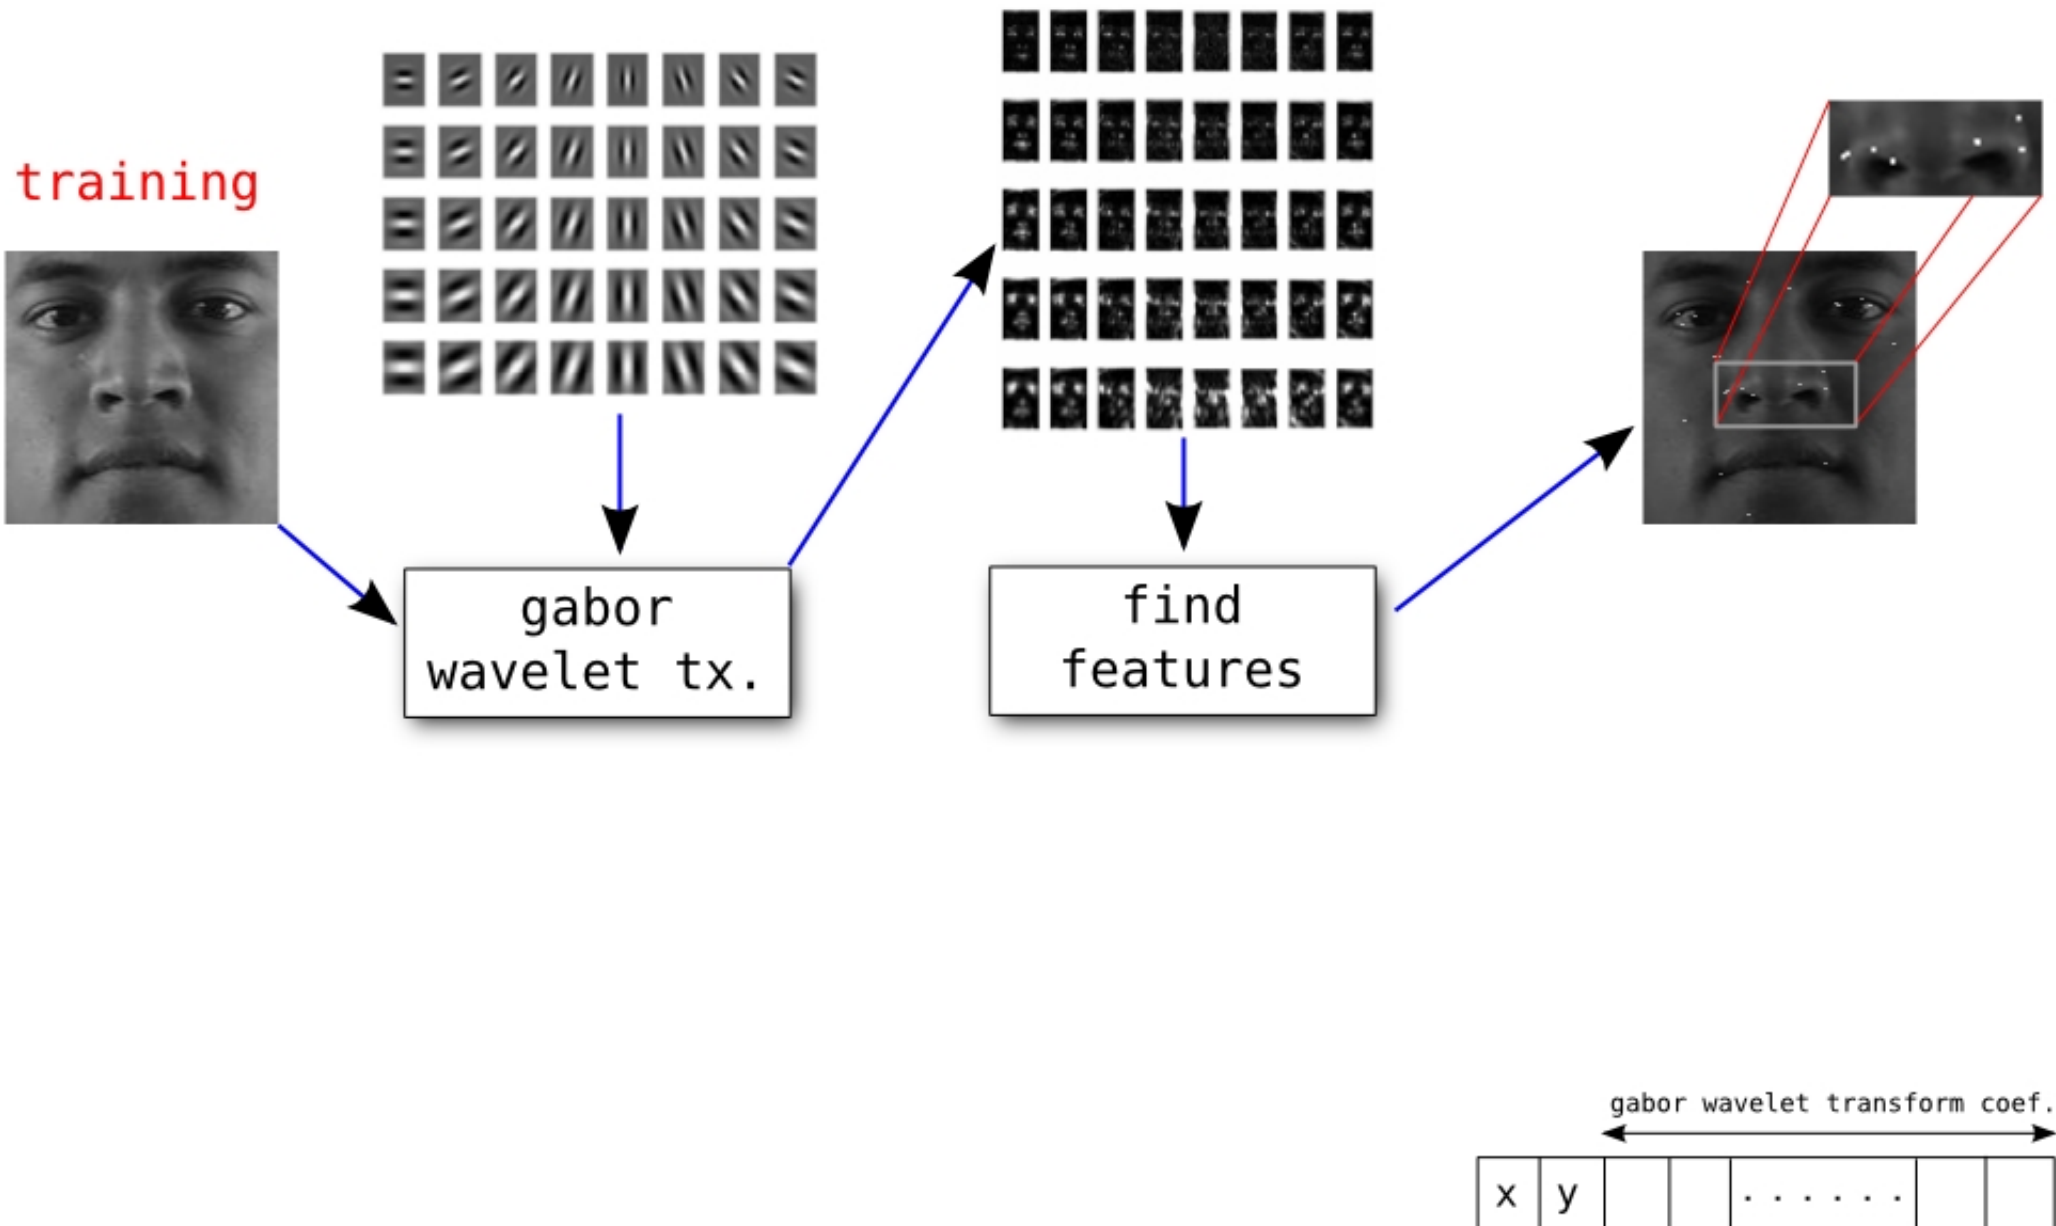 training
gabor
wavelet tx.
find
features
gabor wavelet transform coef.
x y ......